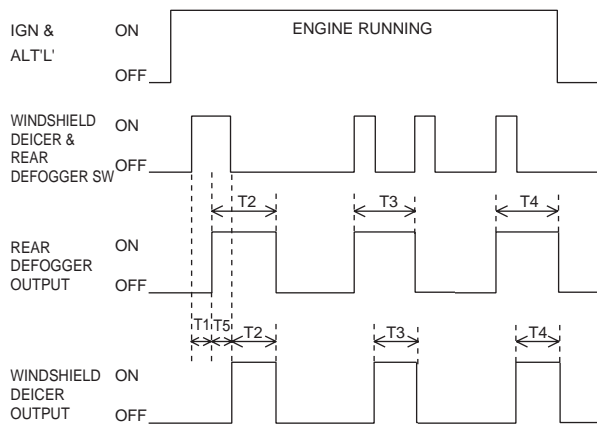 IGN & ON ENGINE RUNNING
ALT'L'
OFF
WINDSHIELD ON
DEICER &
REAR OFF
DEFOGGER SW
T2 T3 T4
REAR ON
DEFOGGER
OUTPUT OFF
T1 T5 T2 T3 T4
WINDSHIELD ON
DEICER
OUTPUT OFF